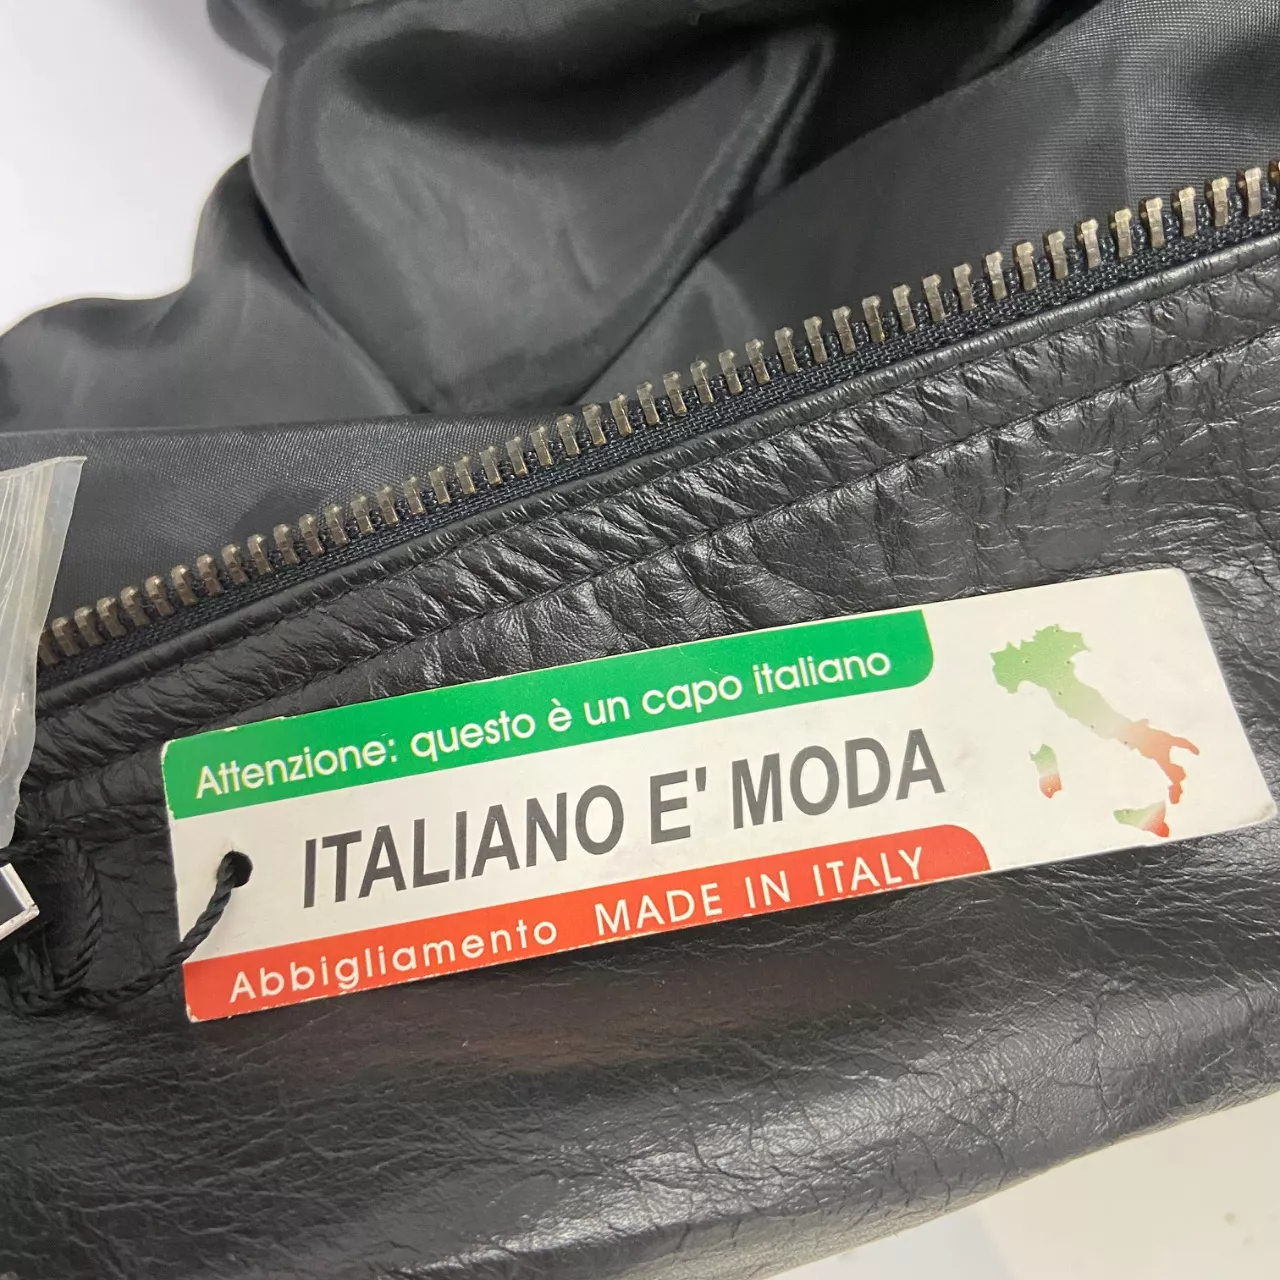 Attenzione: questo è un capo italiano
ITALIANO E' MODA
Abbigliamento MADE IN ITALY